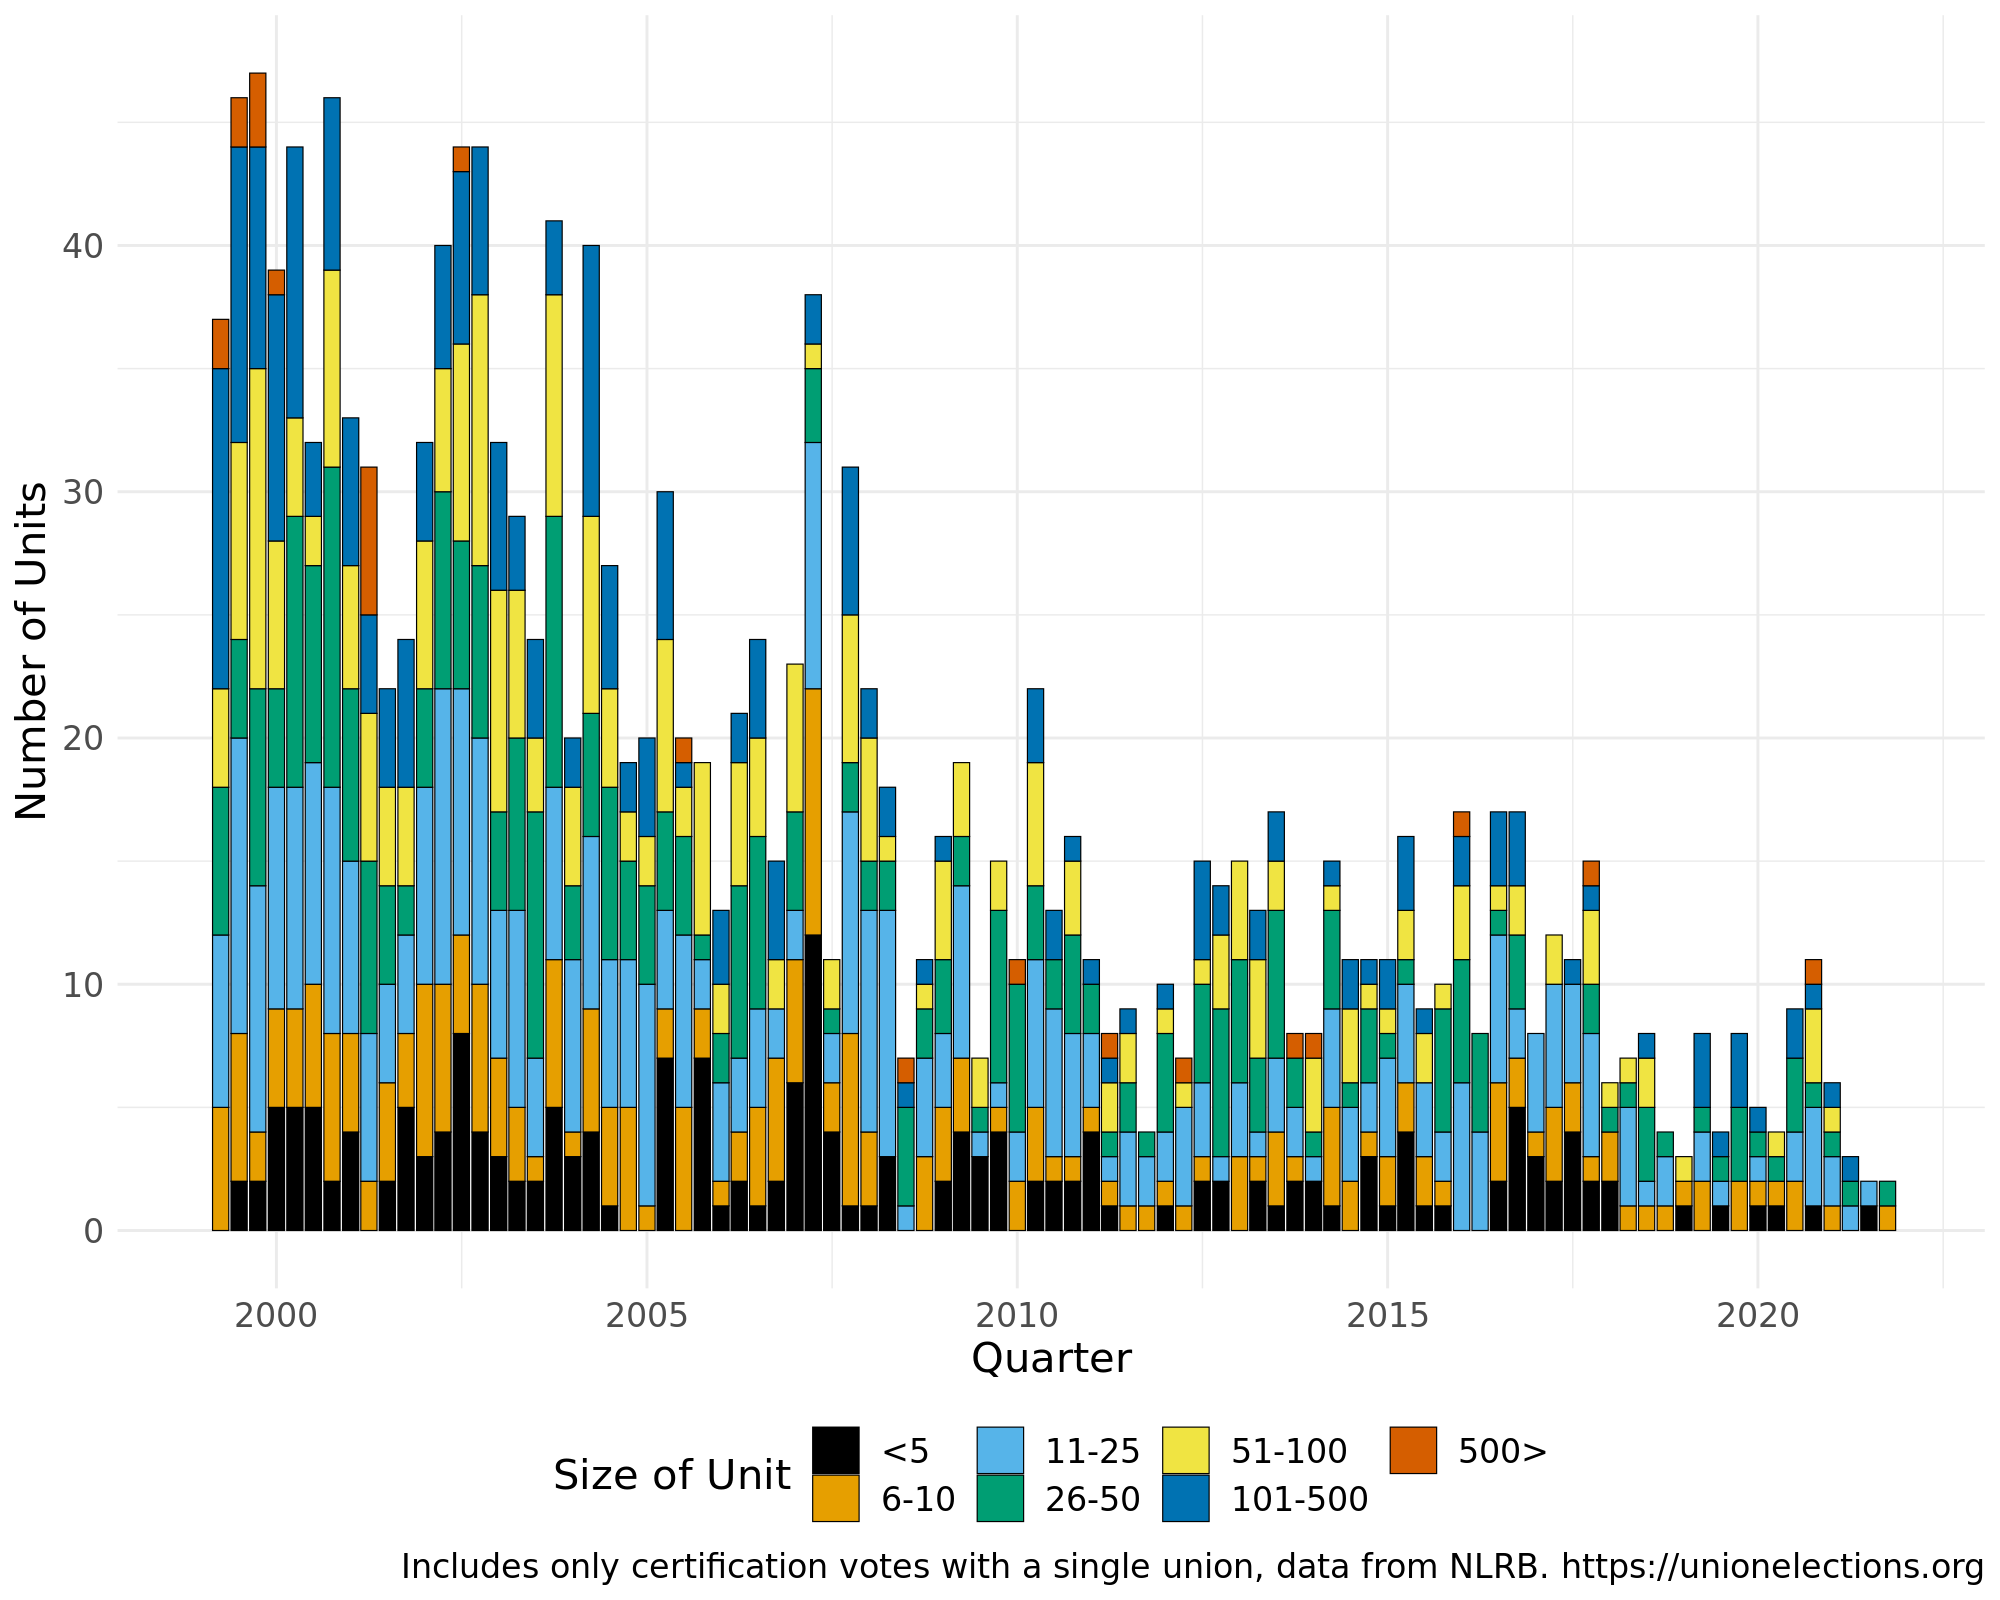 40
30
20
10
0
Number of Units
2000 2005 2010 2015 2020
Quarter
Size of Unit
<5 11-25 51-100 500>
6-10 26-50 101-500
Includes only certification votes with a single union, data from NLRB. https://unionelections.org